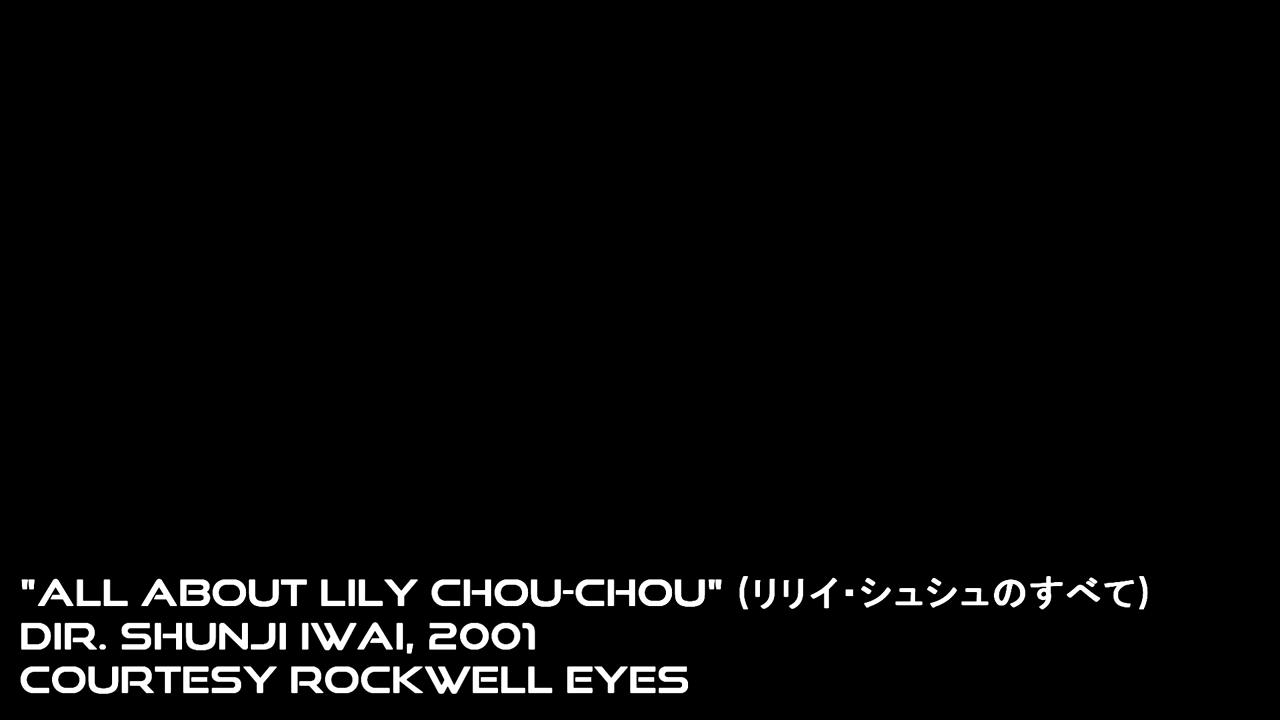 "ALL ABOUT LILY CHOU-CHOU" (リリイ・シュシュのすべて)
DIR. SHUNJI IWAI, 2001
COURTESY ROCKWELL EYES